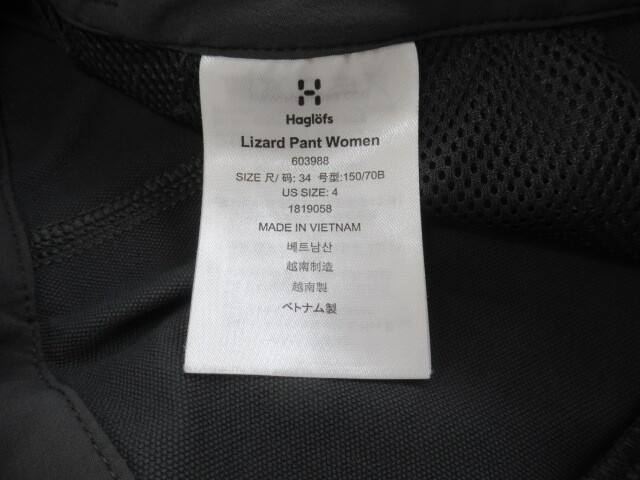 Haglöfs
Lizard Pant Women
603988
SIZE 尺/ 码: 34 号型:150/70B
US SIZE: 4
1819058
MADE IN VIETNAM
베트남산
越南制造
越南製
ベトナム製